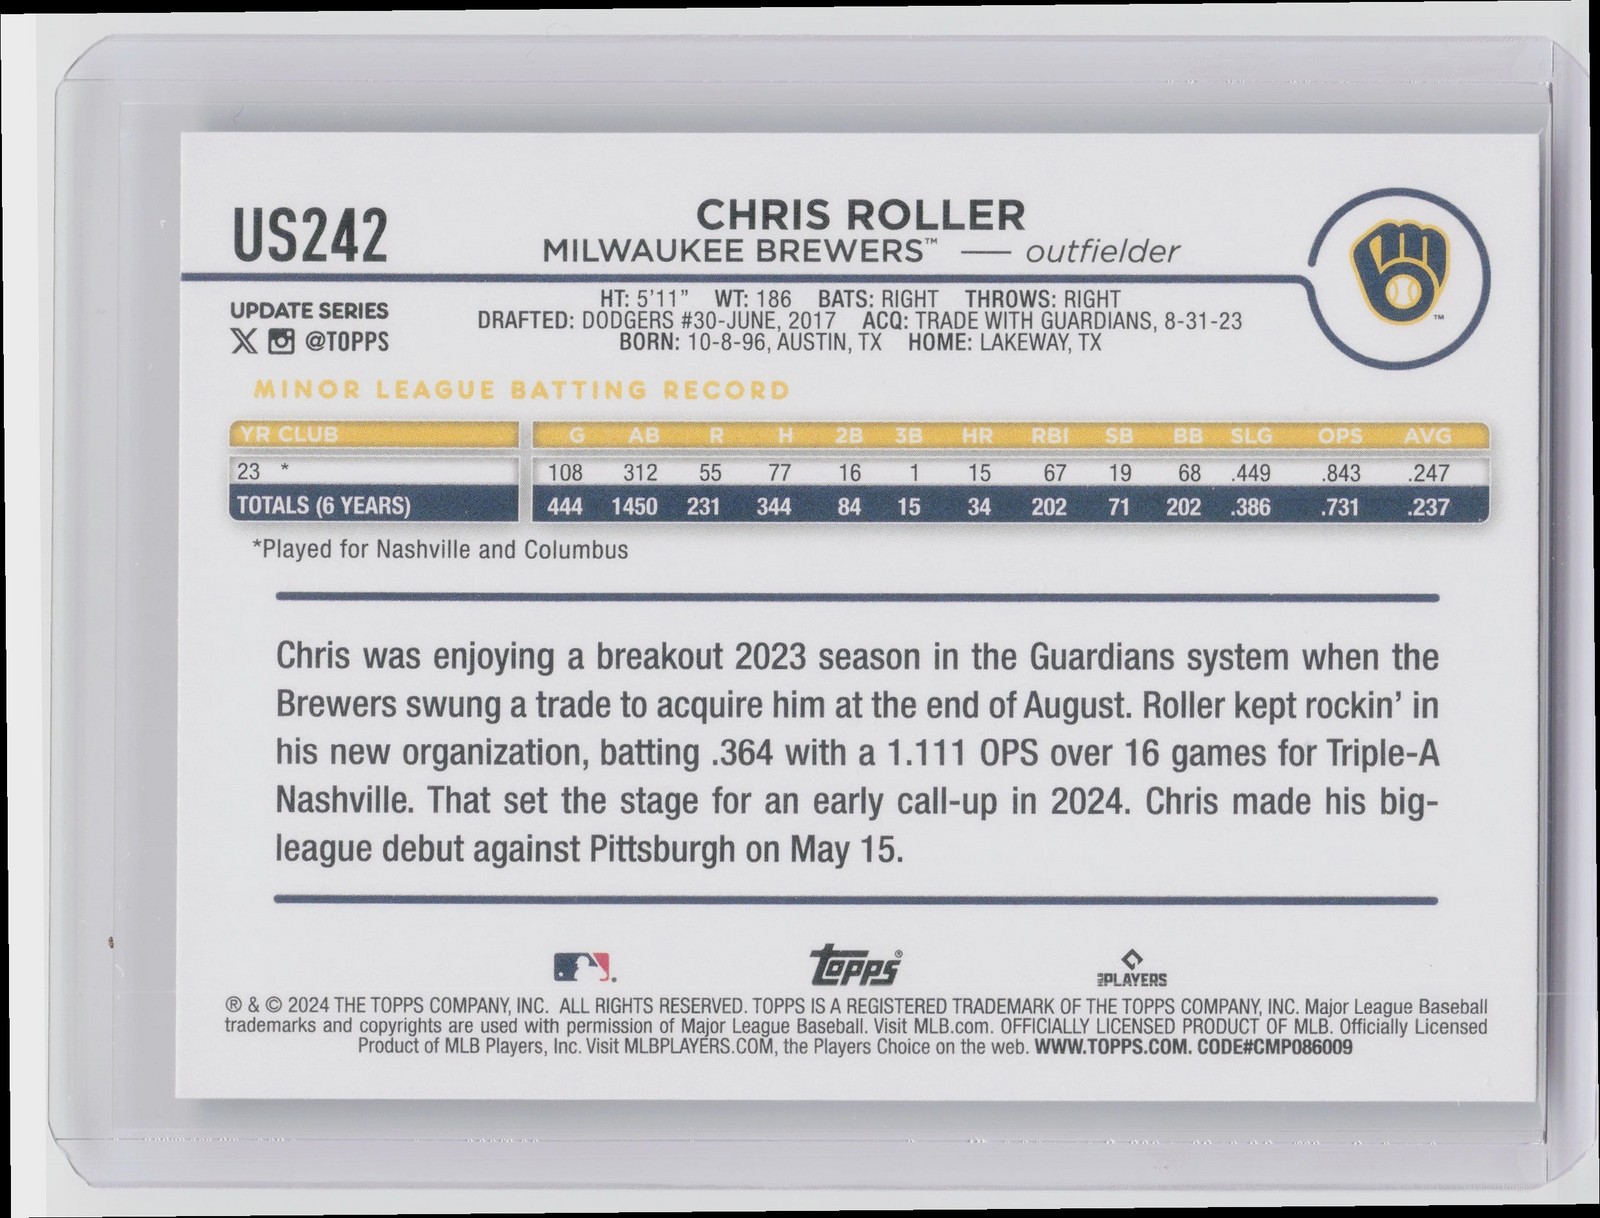 US242
CHRIS ROLLER
MILWAUKEE BREWERS™ — outfielder
UPDATE SERIES
@TOPPS
HT: 5'11" WT: 186 BATS: RIGHT THROWS: RIGHT
DRAFTED: DODGERS #30-JUNE, 2017 ACQ: TRADE WITH GUARDIANS, 8-31-23
BORN: 10-8-96, AUSTIN, TX HOME: LAKEWAY, TX
™
MINOR LEAGUE BATTING RECORD
YR CLUB G AB R H 2B 3B HR RBI SB BB SLG OPS AVG
23 * 108 312 55 77 16 1 15 67 19 68 .449 .843 .247
TOTALS (6 YEARS) 444 1450 231 344 84 15 34 202 71 202 .386 .731 .237
*Played for Nashville and Columbus
Chris was enjoying a breakout 2023 season in the Guardians system when the
Brewers swung a trade to acquire him at the end of August. Roller kept rockin' in
his new organization, batting .364 with a 1.111 OPS over 16 games for Triple-A
Nashville. That set the stage for an early call-up in 2024. Chris made his big-
league debut against Pittsburgh on May 15.
topps®
MLB PLAYERS
® & © 2024 THE TOPPS COMPANY, INC. ALL RIGHTS RESERVED. TOPPS IS A REGISTERED TRADEMARK OF THE TOPPS COMPANY, INC. Major League Baseball
trademarks and copyrights are used with permission of Major League Baseball. Visit MLB.com. OFFICIALLY LICENSED PRODUCT OF MLB. Officially Licensed
Product of MLB Players, Inc. Visit MLBPLAYERS.COM, the Players Choice on the web. WWW.TOPPS.COM. CODE#CMP086009